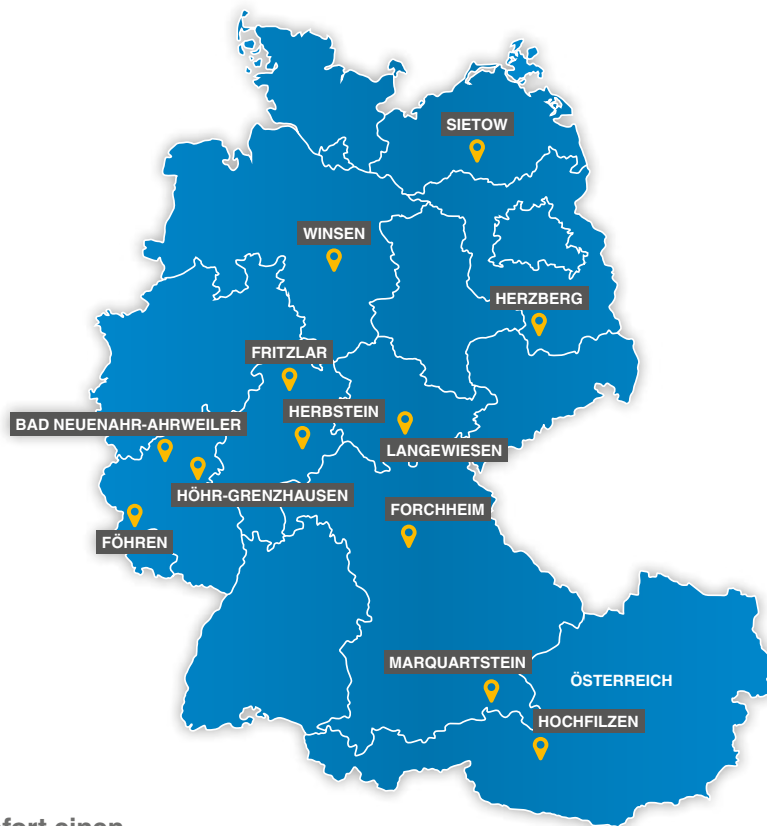 SIETOW
WINSEN
HERZBERG
FRITZLAR
HERBSTEIN
BAD NEUENAHR-AHRWEILER
LANGEWIESEN
HÖHR-GRENZHAUSEN
FORCHHEIM
FÖHREN
MARQUARTSTEIN
ÖSTERREICH
HOCHFILZEN